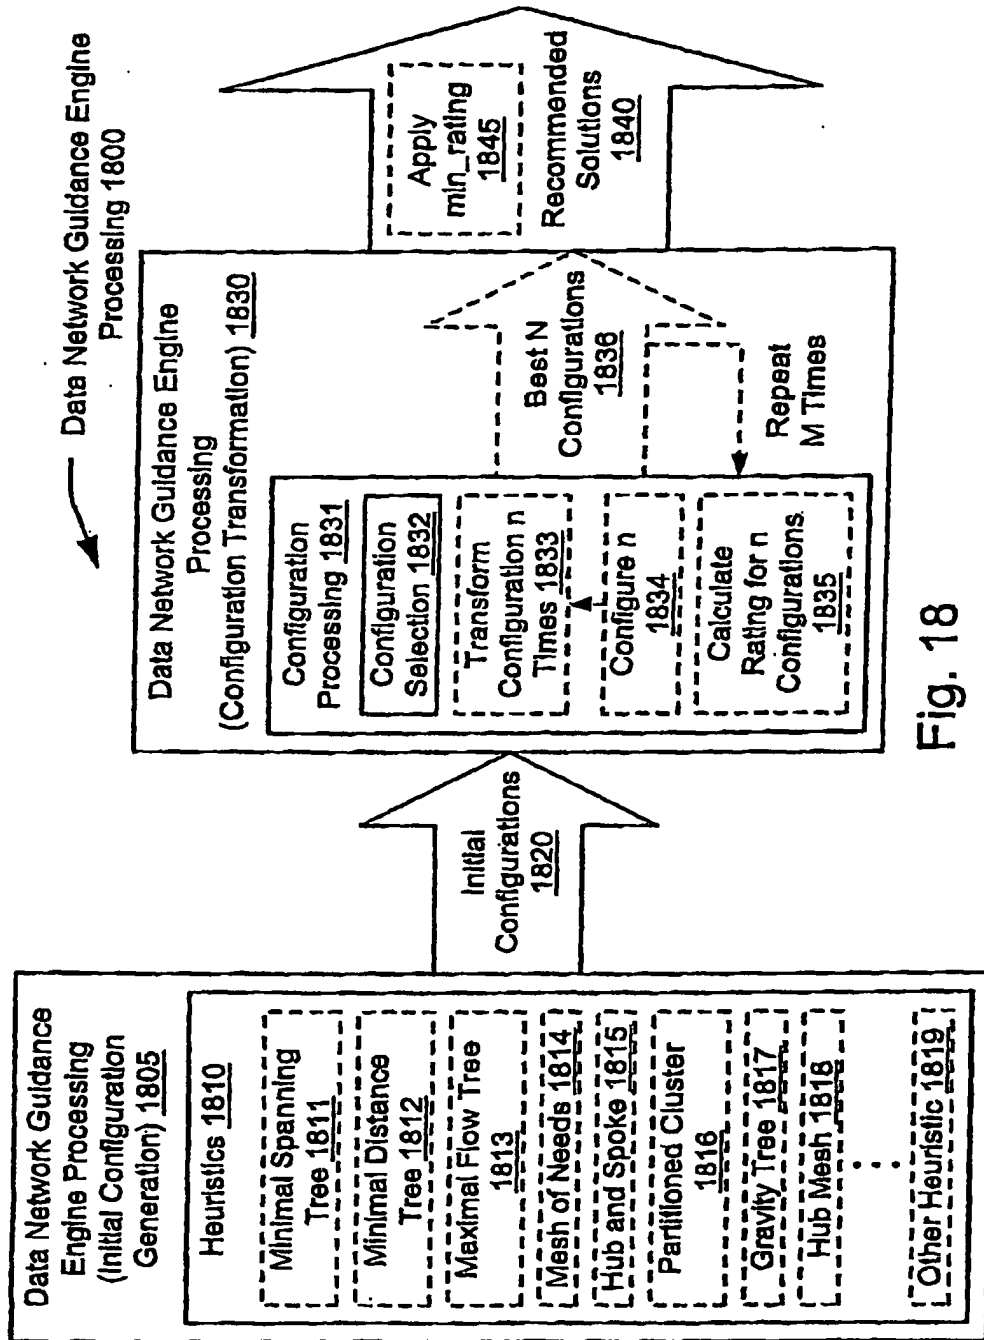 Data Network Guidance Engine
Processing 1800
Data Network Guidance
Engine Processing
(Initial Configuration
Generation) 1805
Heuristics 1810
Minimal Spanning
Tree 1811
Minimal Distance
Tree 1812
Maximal Flow Tree
1813
Mesh of Needs 1814
Hub and Spoke 1815
Partitioned Cluster
1816
Gravity Tree 1817
Hub Mesh 1818
Other Heuristic 1819
Initial
Configurations
1820
Data Network Guidance Engine
Processing
(Configuration Transformation) 1830
Configuration
Processing 1831
Configuration
Selection 1832
Transform
Configuration n
Times 1833
Configure n
1834
Calculate
Rating for n
Configurations
1835
Best N
Configurations
1836
Repeat
M Times
Apply
min_rating
1845
Recommended
Solutions
1840
Fig. 18